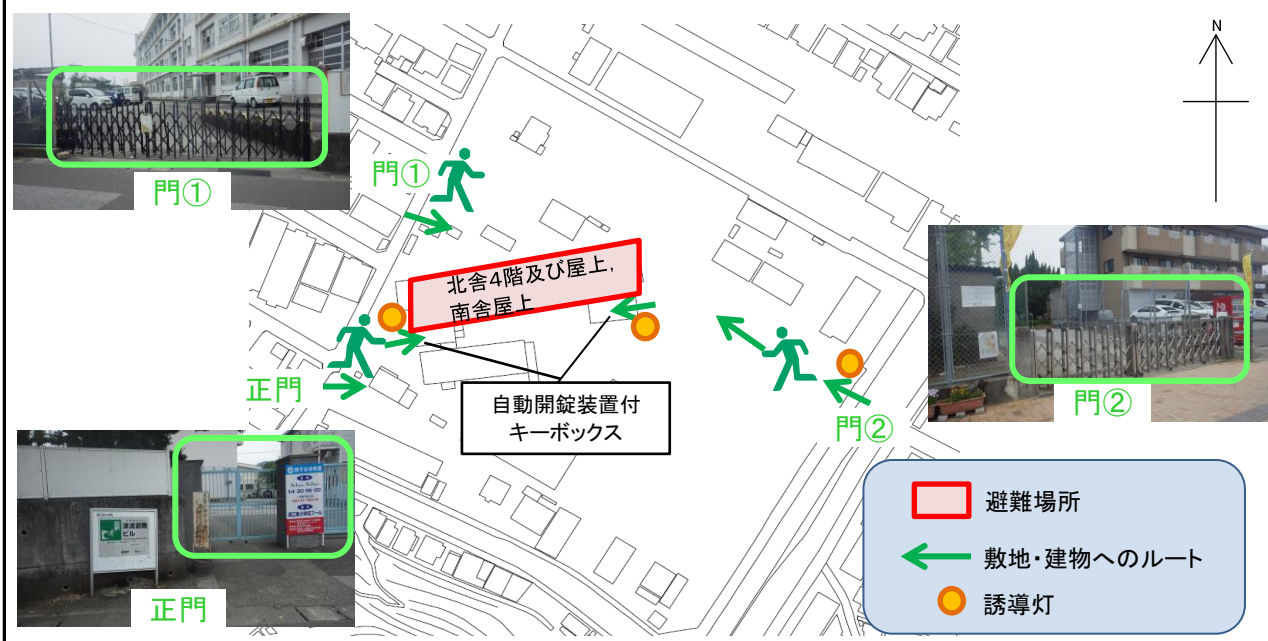 門①
N
門①
北舎4階及び屋上,
南舎屋上
正門
自動開錠装置付
キーボックス
門②
門②
津波避難
ビル
正門
避難場所
敷地・建物へのルート
誘導灯